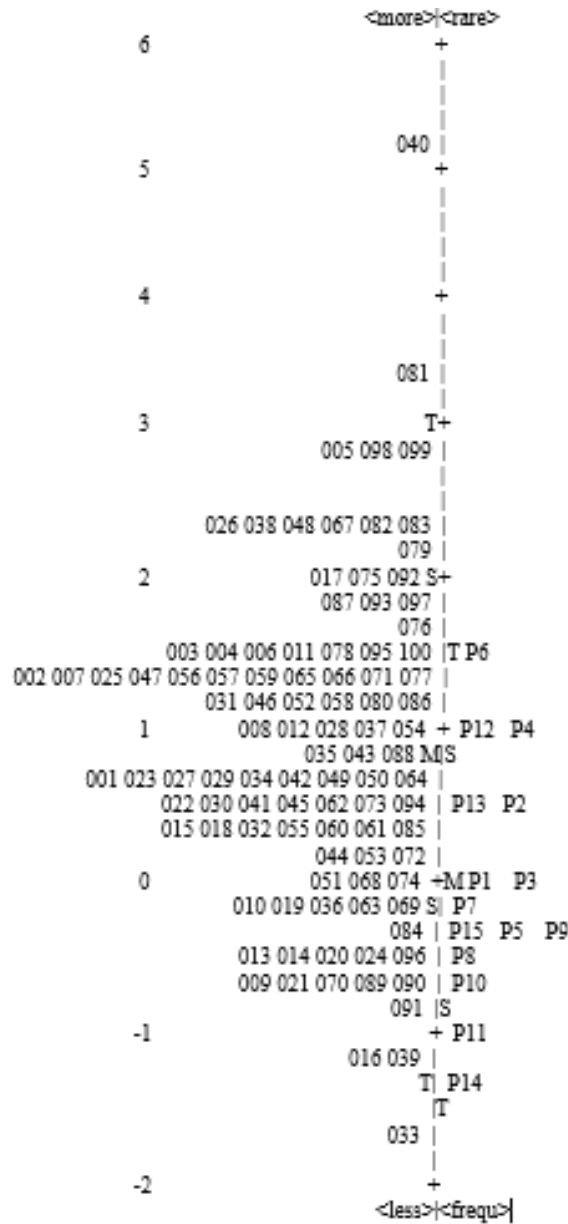 <more>|<rare>
6 +
|
|
|
040 |
5 +
|
|
|
|
4 +
|
|
081 |
|
3 T+
005 098 099 |
|
|
026 038 048 067 082 083 |
079 |
2 017 075 092 S+
087 093 097 |
076 |
003 004 006 011 078 095 100 |T P6
002 007 025 047 056 057 059 065 066 071 077 |
031 046 052 058 080 086 |
1 008 012 028 037 054 + P12 P4
035 043 088 M|S
001 023 027 029 034 042 049 050 064 |
022 030 041 045 062 073 094 | P13 P2
015 018 032 055 060 061 085 |
044 053 072 |
0 051 068 074 +M P1 P3
010 019 036 063 069 S| P7
084 | P15 P5 P9
013 014 020 024 096 | P8
009 021 070 089 090 | P10
091 |S
-1 + P11
016 039 |
T| P14
|T
033 |
|
-2 +
<less>|<frequ>|